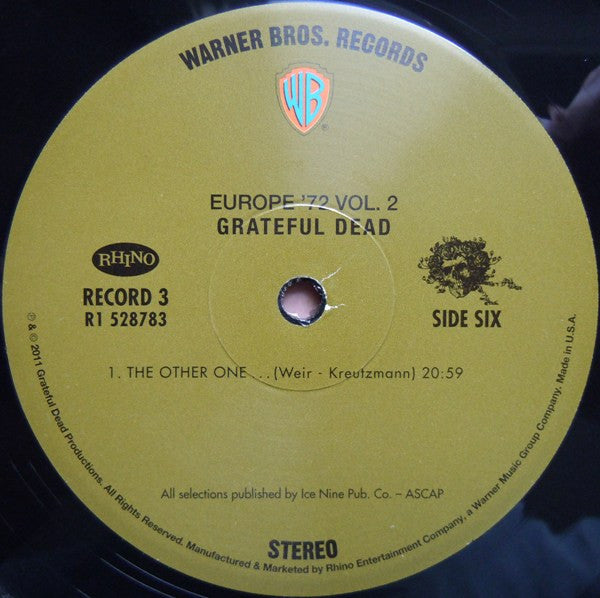 WARNER BROS. RECORDS
WB
®
EUROPE '72 VOL. 2
GRATEFUL DEAD
RHINO
RECORD 3
R1 528783
SIDE SIX
1. THE OTHER ONE . . . (Weir - Kreutzmann) 20:59
All selections published by Ice Nine Pub. Co. – ASCAP
STEREO
℗ & © 2011 Grateful Dead Productions. All Rights Reserved. Manufactured & Marketed by Rhino Entertainment Company, a Warner Music Group Company. Made in U.S.A.